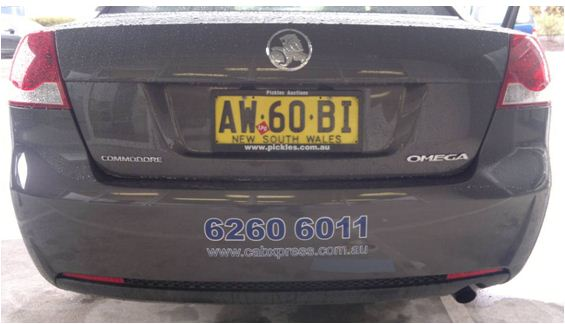 Pickles Auctions
AW·60·BI
LPG
NEW SOUTH WALES
www.pickles.com.au
COMMODORE
OMEGA
6260 6011
www.cabxpress.com.au